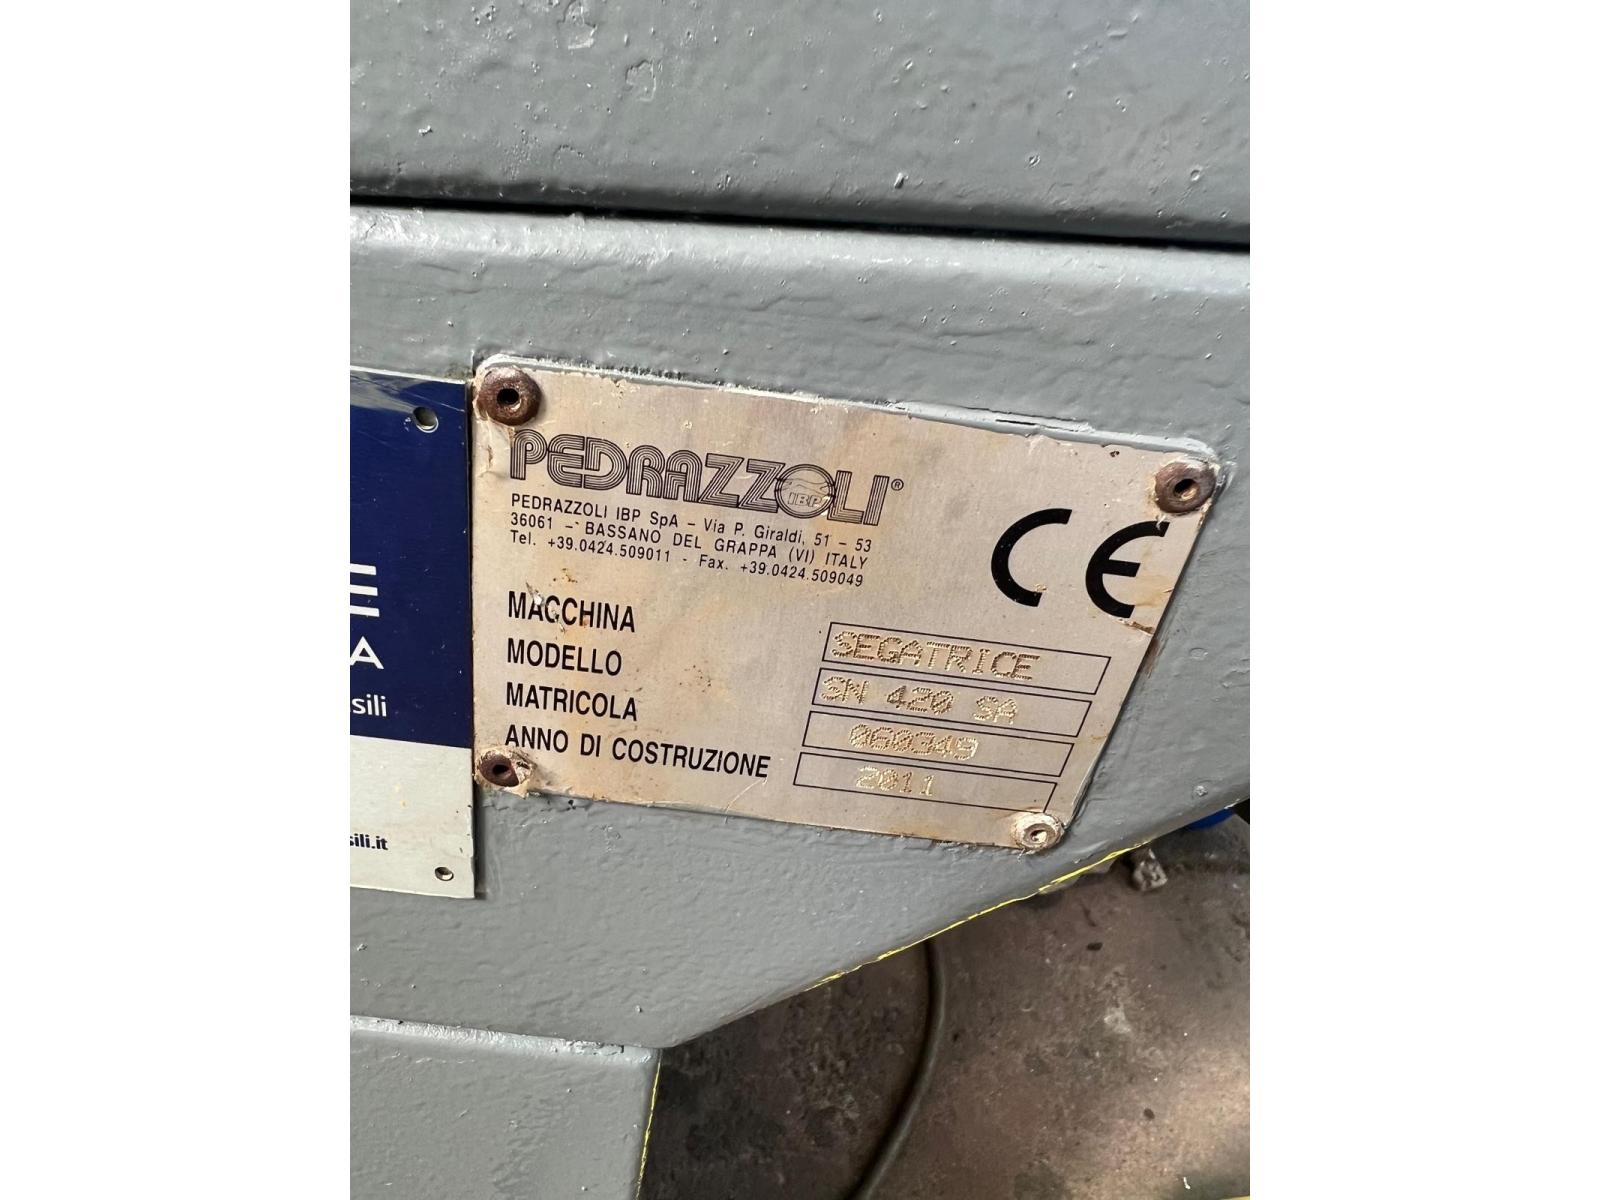 PEDRAZZOLI®
IBP
PEDRAZZOLI IBP SpA - Via P. Giraldi, 51 - 53
36061 - BASSANO DEL GRAPPA (VI) ITALY
Tel. +39.0424.509011 - Fax. +39.0424.509049
CE
MACCHINA SEGATRICE
MODELLO SN 420 SA
MATRICOLA 060349
ANNO DI COSTRUZIONE 2011
E
A
sili
sili.it